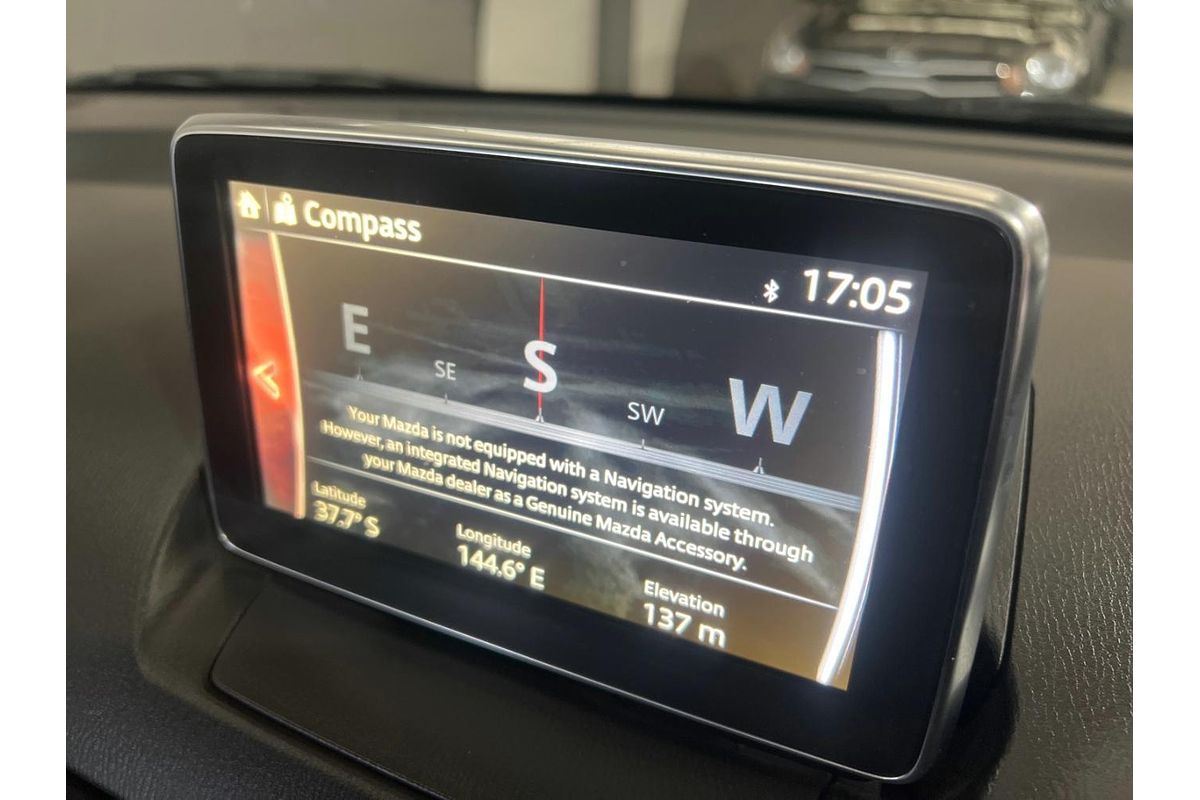 Compass
17:05
E SE S SW W
Your Mazda is not equipped with a Navigation system.
However, an integrated Navigation system is available through
your Mazda dealer as a Genuine Mazda Accessory.
Latitude
37.7° S
Longitude
144.6° E
Elevation
137 m